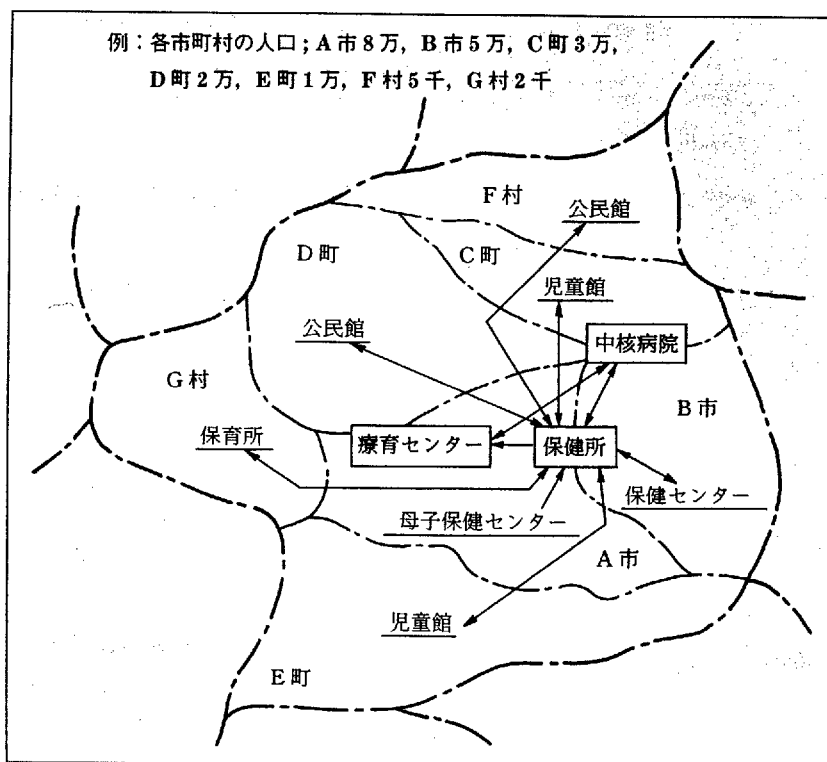 例：各市町村の人口；A市8万，B市5万，C町3万，
D町2万，E町1万，F村5千，G村2千
F村
公民館
D町
C町
児童館
公民館
中核病院
G村
B市
保育所
療育センター
保健所
保健センター
母子保健センター
A市
児童館
E町